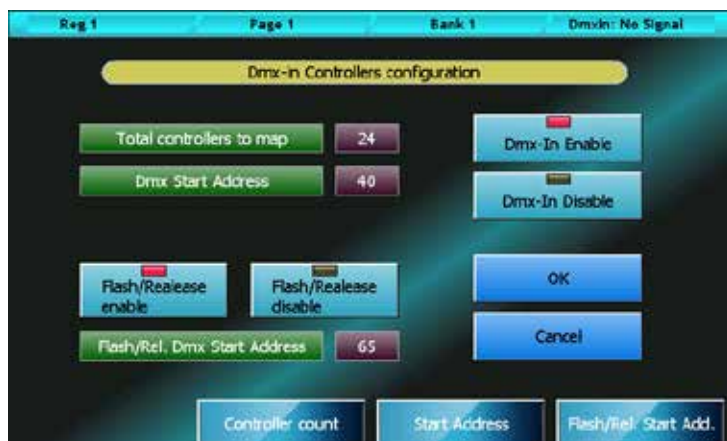 Reg 1 Page 1 Bank 1 Dmxin: No Signal
Dmx-in Controllers configuration
Total controllers to map 24
Dmx-In Enable
Dmx Start Address 40
Dmx-In Disable
Flash/Realease enable
Flash/Realease disable
OK
Flash/Rel. Dmx Start Address 65
Cancel
Controller count Start Address Flash/Rel. Start Add.